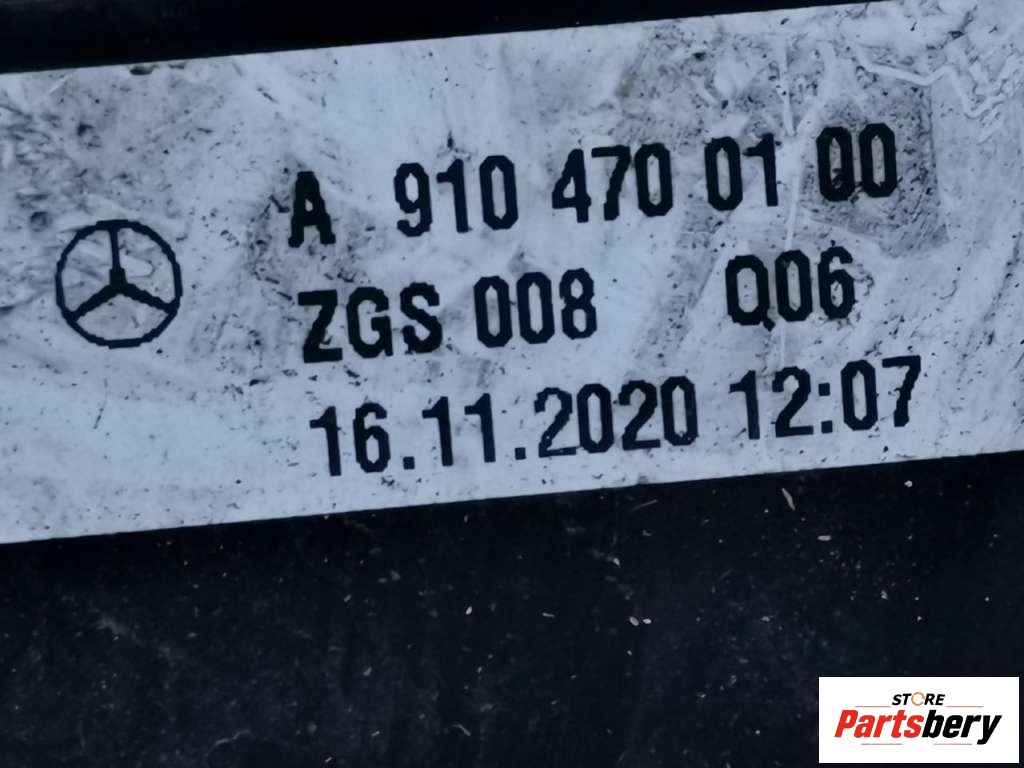 A 910 470 01 00
ZGS 008 Q06
16.11.2020 12:07
STORE
Partsbery